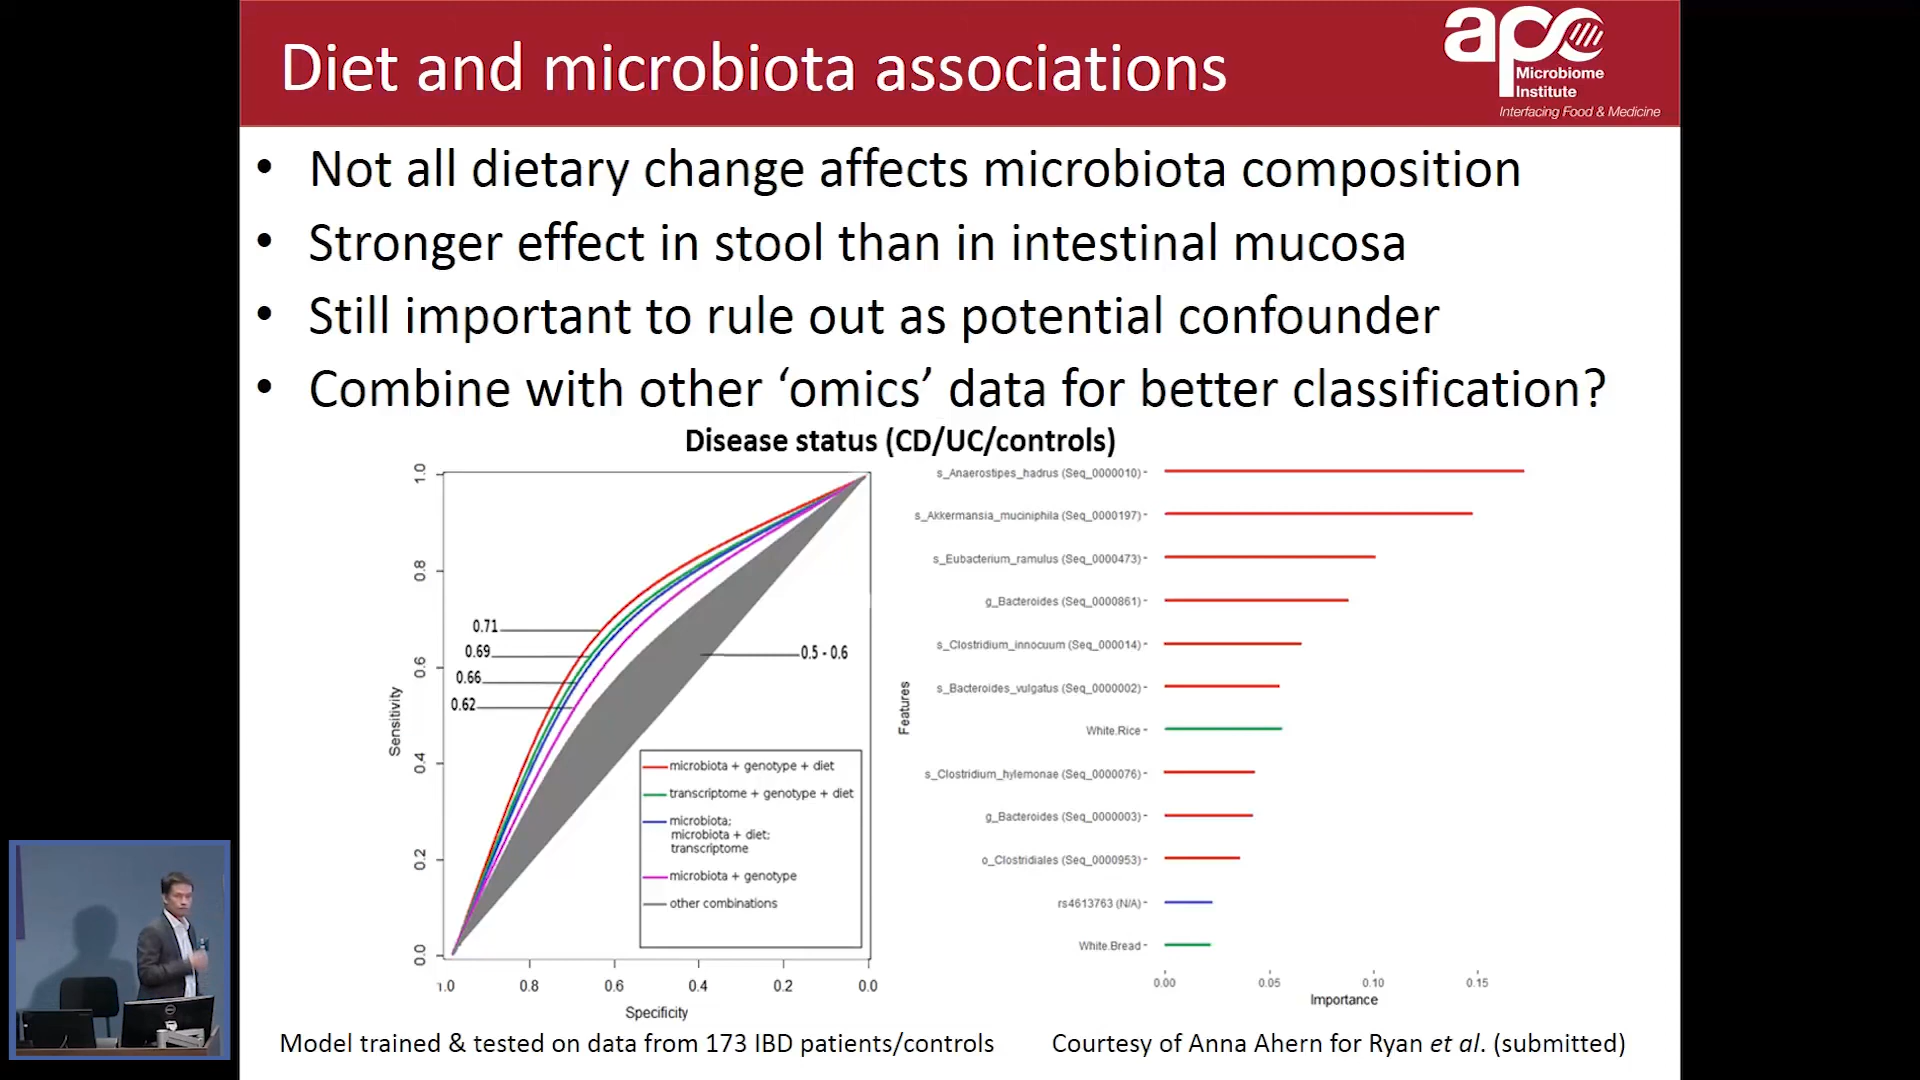 Diet and microbiota associations
apc
Microbiome
Institute
Interfacing Food & Medicine
• Not all dietary change affects microbiota composition
• Stronger effect in stool than in intestinal mucosa
• Still important to rule out as potential confounder
• Combine with other ‘omics’ data for better classification?
Disease status (CD/UC/controls)
Sensitivity
1.0
0.8
0.6
0.4
0.2
0.0
0.71
0.69
0.66
0.62
0.5 - 0.6
microbiota + genotype + diet
transcriptome + genotype + diet
microbiota;
microbiota + diet;
transcriptome
microbiota + genotype
other combinations
1.0 0.8 0.6 0.4 0.2 0.0
Specificity
Features
s_Anaerostipes_hadrus (Seq_0000010)
s_Akkermansia_muciniphila (Seq_0000197)
s_Eubacterium_ramulus (Seq_0000473)
g_Bacteroides (Seq_0000861)
s_Clostridium_innocuum (Seq_000014)
s_Bacteroides_vulgatus (Seq_0000002)
White.Rice
s_Clostridium_hylemonae (Seq_0000076)
g_Bacteroides (Seq_0000003)
o_Clostridiales (Seq_0000953)
rs4613763 (N/A)
White.Bread
0.00 0.05 0.10 0.15
Importance
Model trained & tested on data from 173 IBD patients/controls
Courtesy of Anna Ahern for Ryan et al. (submitted)